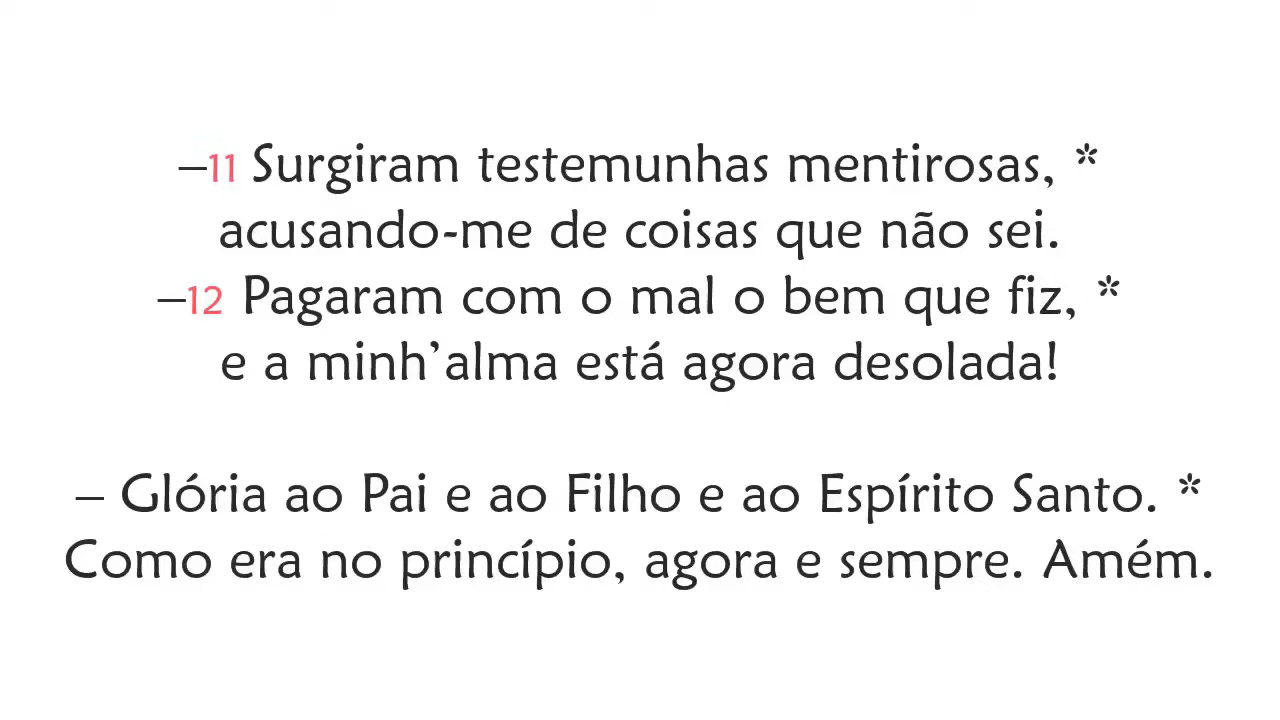 –11 Surgiram testemunhas mentirosas, *
acusando-me de coisas que não sei.
–12 Pagaram com o mal o bem que fiz, *
e a minh’alma está agora desolada!
– Glória ao Pai e ao Filho e ao Espírito Santo. *
Como era no princípio, agora e sempre. Amém.